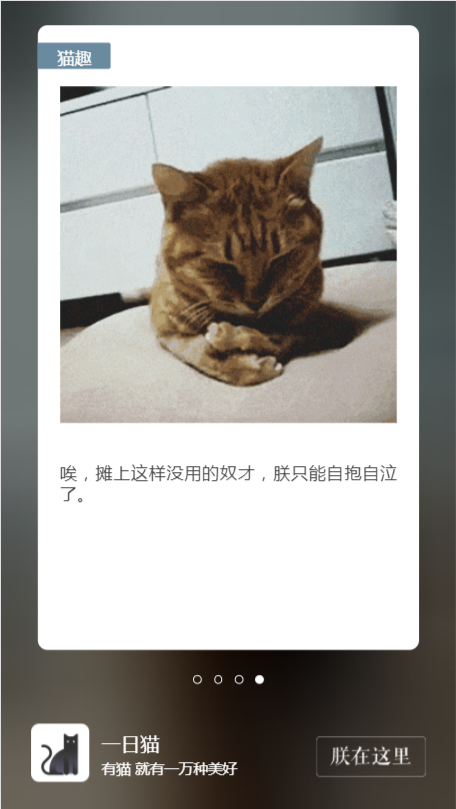 猫趣
唉，摊上这样没用的奴才，朕只能自抱自泣
了。
一日猫
有猫 就有一万种美好
朕在这里